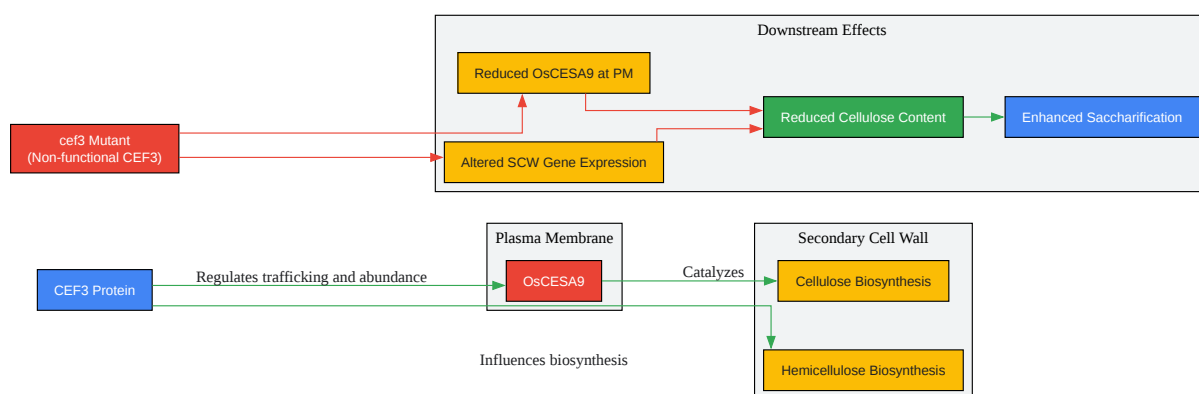 Downstream Effects
Reduced OsCESA9 at PM
cef3 Mutant
(Non-functional CEF3)
Reduced Cellulose Content
Enhanced Saccharification
Altered SCW Gene Expression
Plasma Membrane
Secondary Cell Wall
CEF3 Protein
Regulates trafficking and abundance
OsCESA9
Catalyzes
Cellulose Biosynthesis
Influences biosynthesis
Hemicellulose Biosynthesis